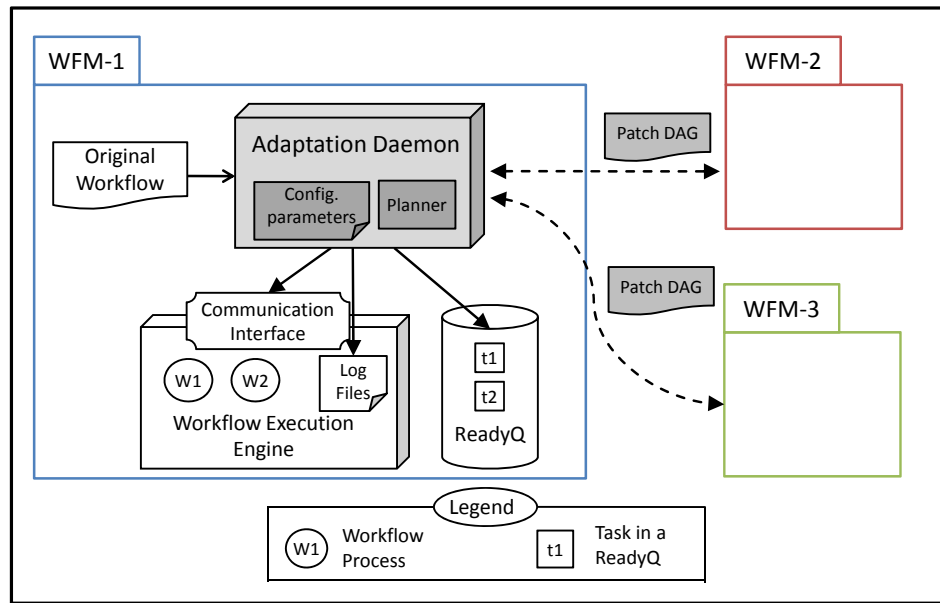 WFM-1
WFM-2
Patch DAG
Adaptation Daemon
Original
Workflow
Config.
parameters
Planner
Patch DAG
WFM-3
Communication
Interface
W1
W2
Log
Files
Workflow Execution
Engine
t1
t2
ReadyQ
Legend
W1
Workflow
Process
t1
Task in a
ReadyQ